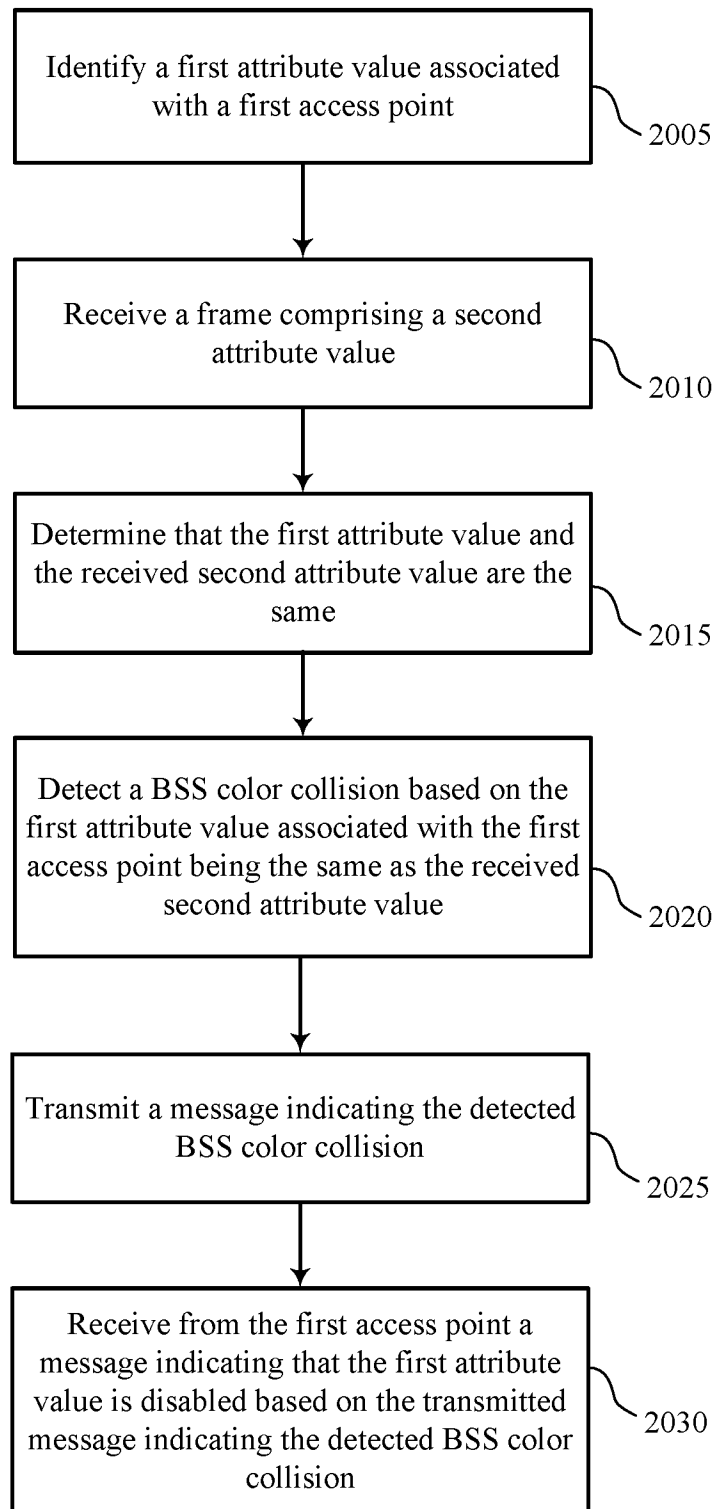 Identify a first attribute value associated
with a first access point
2005
Receive a frame comprising a second
attribute value
2010
Determine that the first attribute value and
the received second attribute value are the
same
2015
Detect a BSS color collision based on the
first attribute value associated with the first
access point being the same as the received
second attribute value
2020
Transmit a message indicating the detected
BSS color collision
2025
Receive from the first access point a
message indicating that the first attribute
value is disabled based on the transmitted
message indicating the detected BSS color
collision
2030